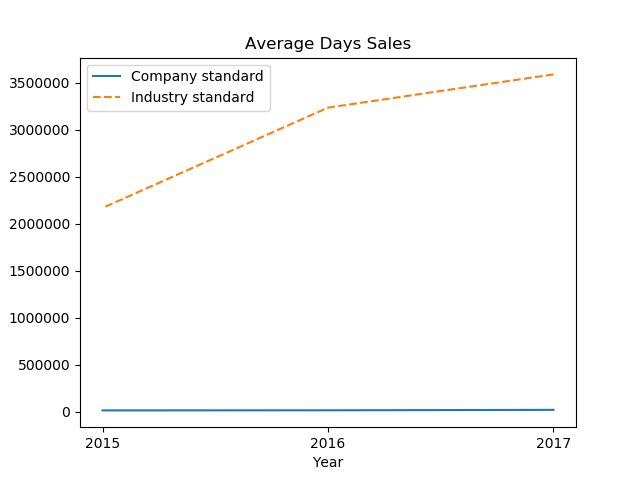 Average Days Sales
Company standard
Industry standard
3500000
3000000
2500000
2000000
1500000
1000000
500000
0
2015 2016 2017
Year